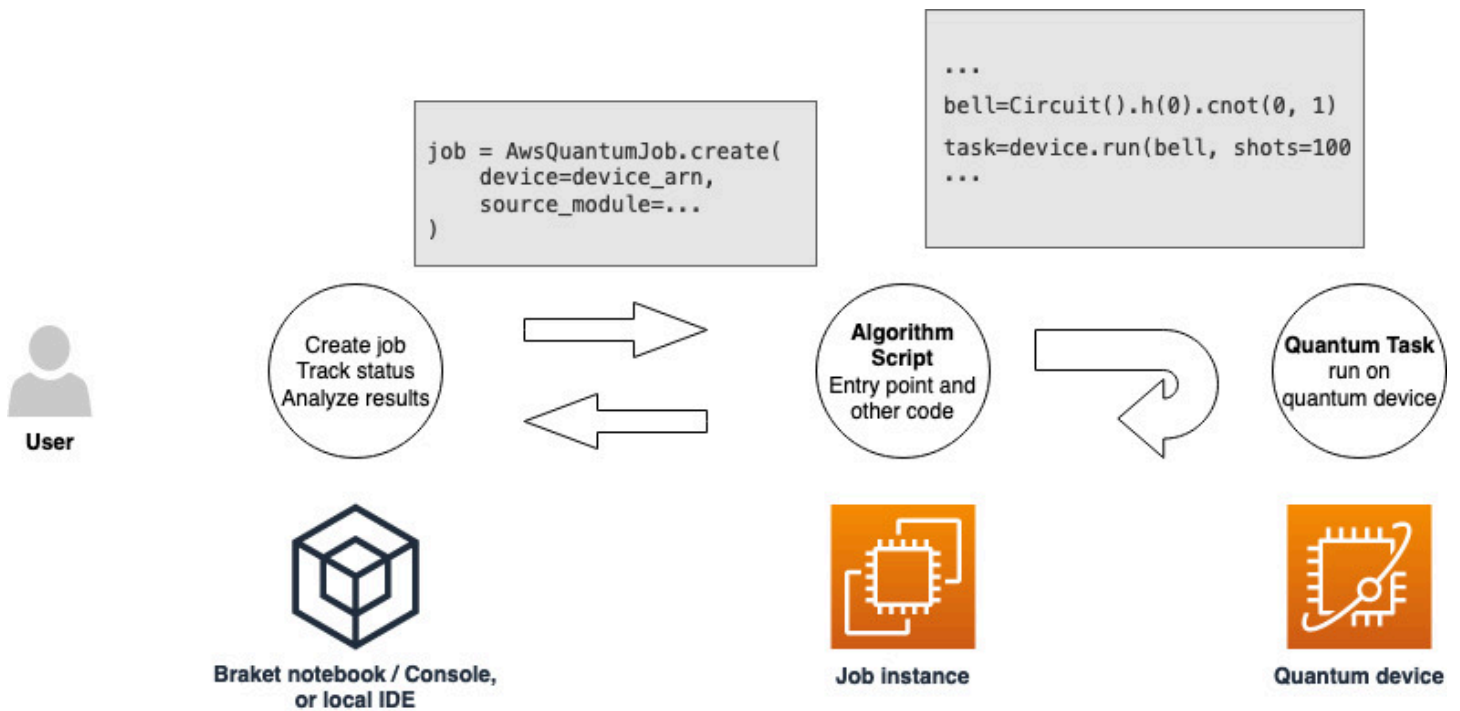 ...
bell=Circuit().h(0).cnot(0, 1)
task=device.run(bell, shots=100
...
job = AwsQuantumJob.create(
    device=device_arn,
    source_module=...
)
User
Create job
Track status
Analyze results
Algorithm
Script
Entry point and
other code
Quantum Task
run on
quantum device
Braket notebook / Console,
or local IDE
Job instance
Quantum device